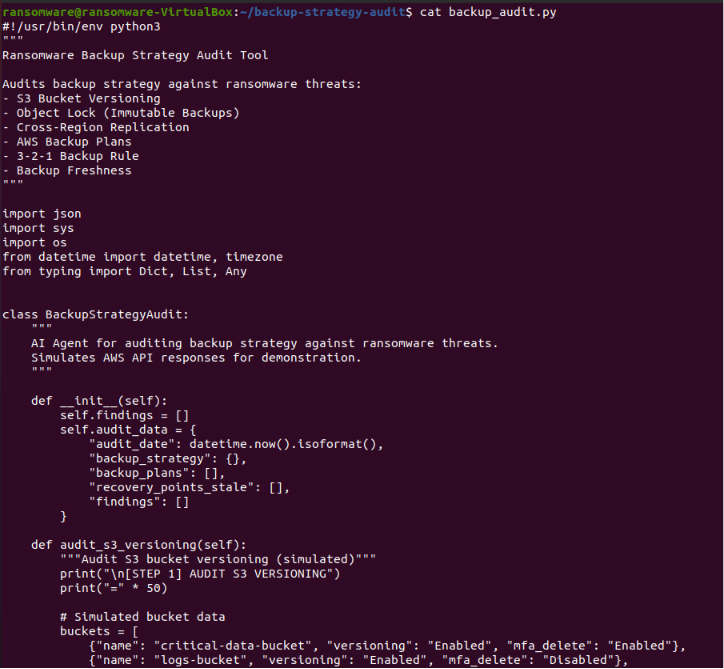 ransomware@ransomware-VirtualBox:~/backup-strategy-audit$ cat backup_audit.py
#!/usr/bin/env python3
"""
Ransomware Backup Strategy Audit Tool

Audits backup strategy against ransomware threats:
- S3 Bucket Versioning
- Object Lock (Immutable Backups)
- Cross-Region Replication
- AWS Backup Plans
- 3-2-1 Backup Rule
- Backup Freshness
"""

import json
import sys
import os
from datetime import datetime, timezone
from typing import Dict, List, Any


class BackupStrategyAudit:
    """
    AI Agent for auditing backup strategy against ransomware threats.
    Simulates AWS API responses for demonstration.
    """

    def __init__(self):
        self.findings = []
        self.audit_data = {
            "audit_date": datetime.now().isoformat(),
            "backup_strategy": {},
            "backup_plans": [],
            "recovery_points_stale": [],
            "findings": []
        }

    def audit_s3_versioning(self):
        """Audit S3 bucket versioning (simulated)"""
        print("\n[STEP 1] AUDIT S3 VERSIONING")
        print("=" * 50)

        # Simulated bucket data
        buckets = [
            {"name": "critical-data-bucket", "versioning": "Enabled", "mfa_delete": "Enabled"},
            {"name": "logs-bucket", "versioning": "Enabled", "mfa_delete": "Disabled"},